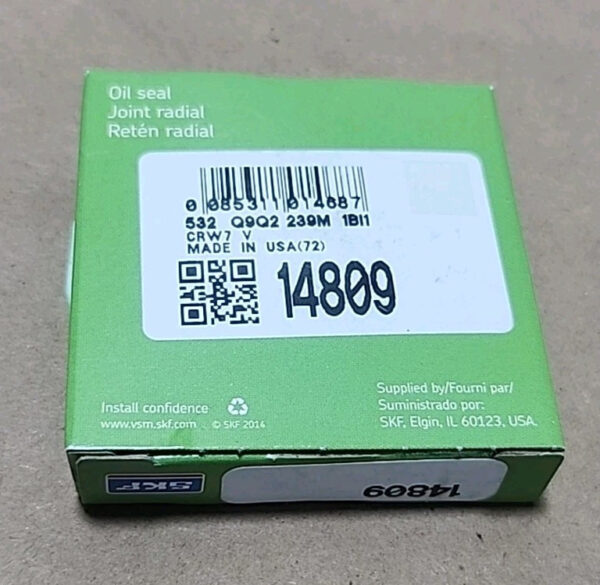 Oil seal
Joint radial
Retén radial
0 085311 014687
532 Q9Q2 239M 1BI1
CRW7 V
MADE IN USA(72)
14809
Supplied by/Fourni par/
Suministrado por:
SKF, Elgin, IL 60123, USA.
Install confidence
www.vsm.skf.com © SKF 2014
SKF
14809